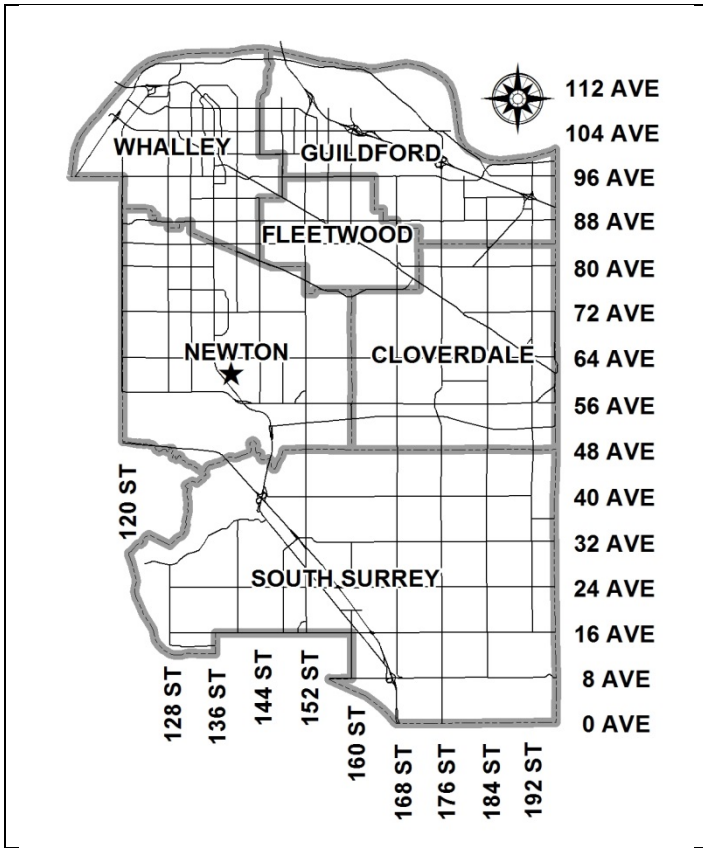 112 AVE
104 AVE
WHALLEY
GUILDFORD
96 AVE
88 AVE
FLEETWOOD
80 AVE
72 AVE
NEWTON
CLOVERDALE
64 AVE
56 AVE
48 AVE
120 ST
40 AVE
32 AVE
SOUTH SURREY
24 AVE
16 AVE
8 AVE
0 AVE
128 ST
136 ST
144 ST
152 ST
160 ST
168 ST
176 ST
184 ST
192 ST